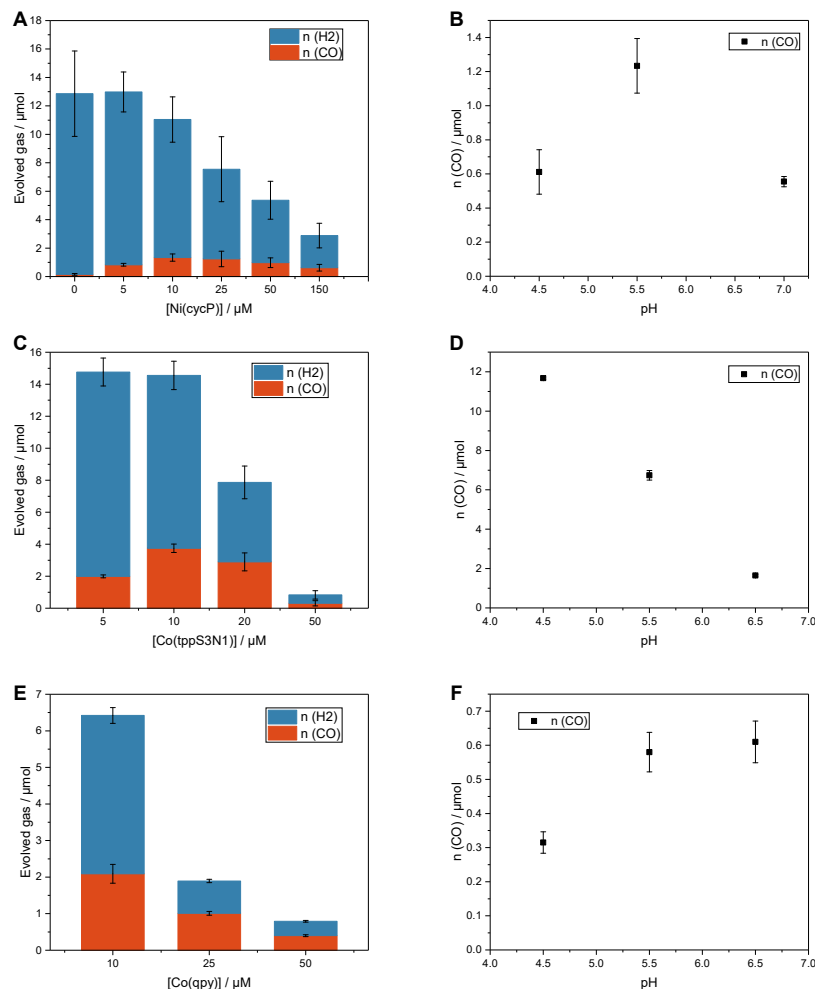 A
n (H2)
n (CO)
Evolved gas / μmol
18
16
14
12
10
8
6
4
2
0
0 5 10 25 50 150
[Ni(cycP)] / μM
B
n (CO)
n (CO) / μmol
1.4
1.2
1.0
0.8
0.6
0.4
0.2
0.0
4.0 4.5 5.0 5.5 6.0 6.5 7.0
pH
C
n (H2)
n (CO)
Evolved gas / μmol
16
14
12
10
8
6
4
2
0
5 10 20 50
[Co(tppS3N1)] / μM
D
n (CO)
n (CO) / μmol
12
10
8
6
4
2
0
4.0 4.5 5.0 5.5 6.0 6.5 7.0
pH
E
n (H2)
n (CO)
Evolved gas / μmol
7
6
5
4
3
2
1
0
10 25 50
[Co(qpy)] / μM
F
n (CO)
n (CO) / μmol
0.7
0.6
0.5
0.4
0.3
0.2
0.1
0.0
4.0 4.5 5.0 5.5 6.0 6.5 7.0
pH